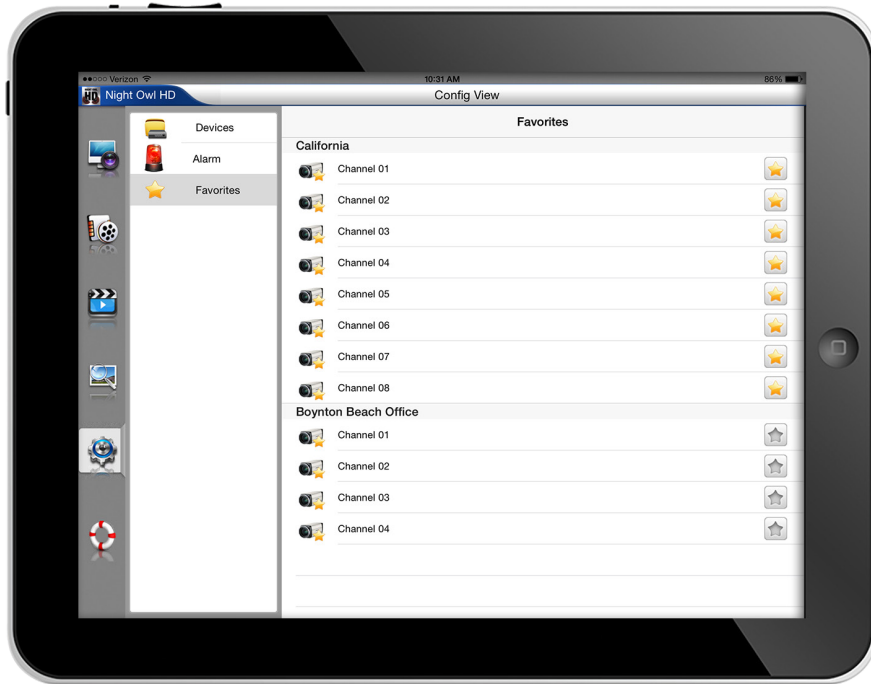 Verizon
10:31 AM
86%
HD Night Owl HD
Config View
Devices
Alarm
Favorites
Favorites
California
Channel 01
Channel 02
Channel 03
Channel 04
Channel 05
Channel 06
Channel 07
Channel 08
Boynton Beach Office
Channel 01
Channel 02
Channel 03
Channel 04